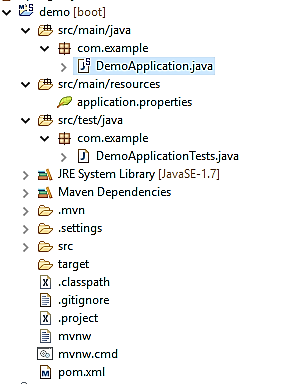 demo [boot]
src/main/java
com.example
DemoApplication.java
src/main/resources
application.properties
src/test/java
com.example
DemoApplicationTests.java
JRE System Library [JavaSE-1.7]
Maven Dependencies
.mvn
.settings
src
target
.classpath
.gitignore
.project
mvnw
mvnw.cmd
pom.xml